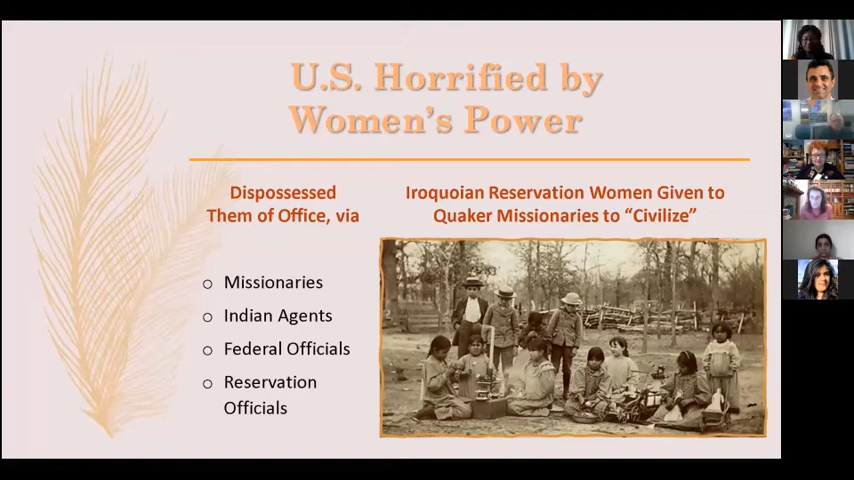 U.S. Horrified by
Women's Power
Dispossessed
Them of Office, via
Iroquoian Reservation Women Given to
Quaker Missionaries to “Civilize”
Missionaries
Indian Agents
Federal Officials
Reservation
Officials